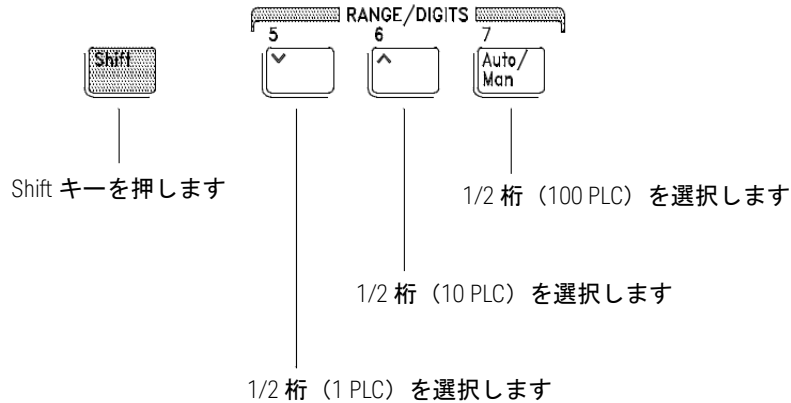 RANGE/DIGITS
5 6 7
Shift
Auto/
Man
Shift キーを押します
1/2 桁（100 PLC）を選択します
1/2 桁（10 PLC）を選択します
1/2 桁（1 PLC）を選択します